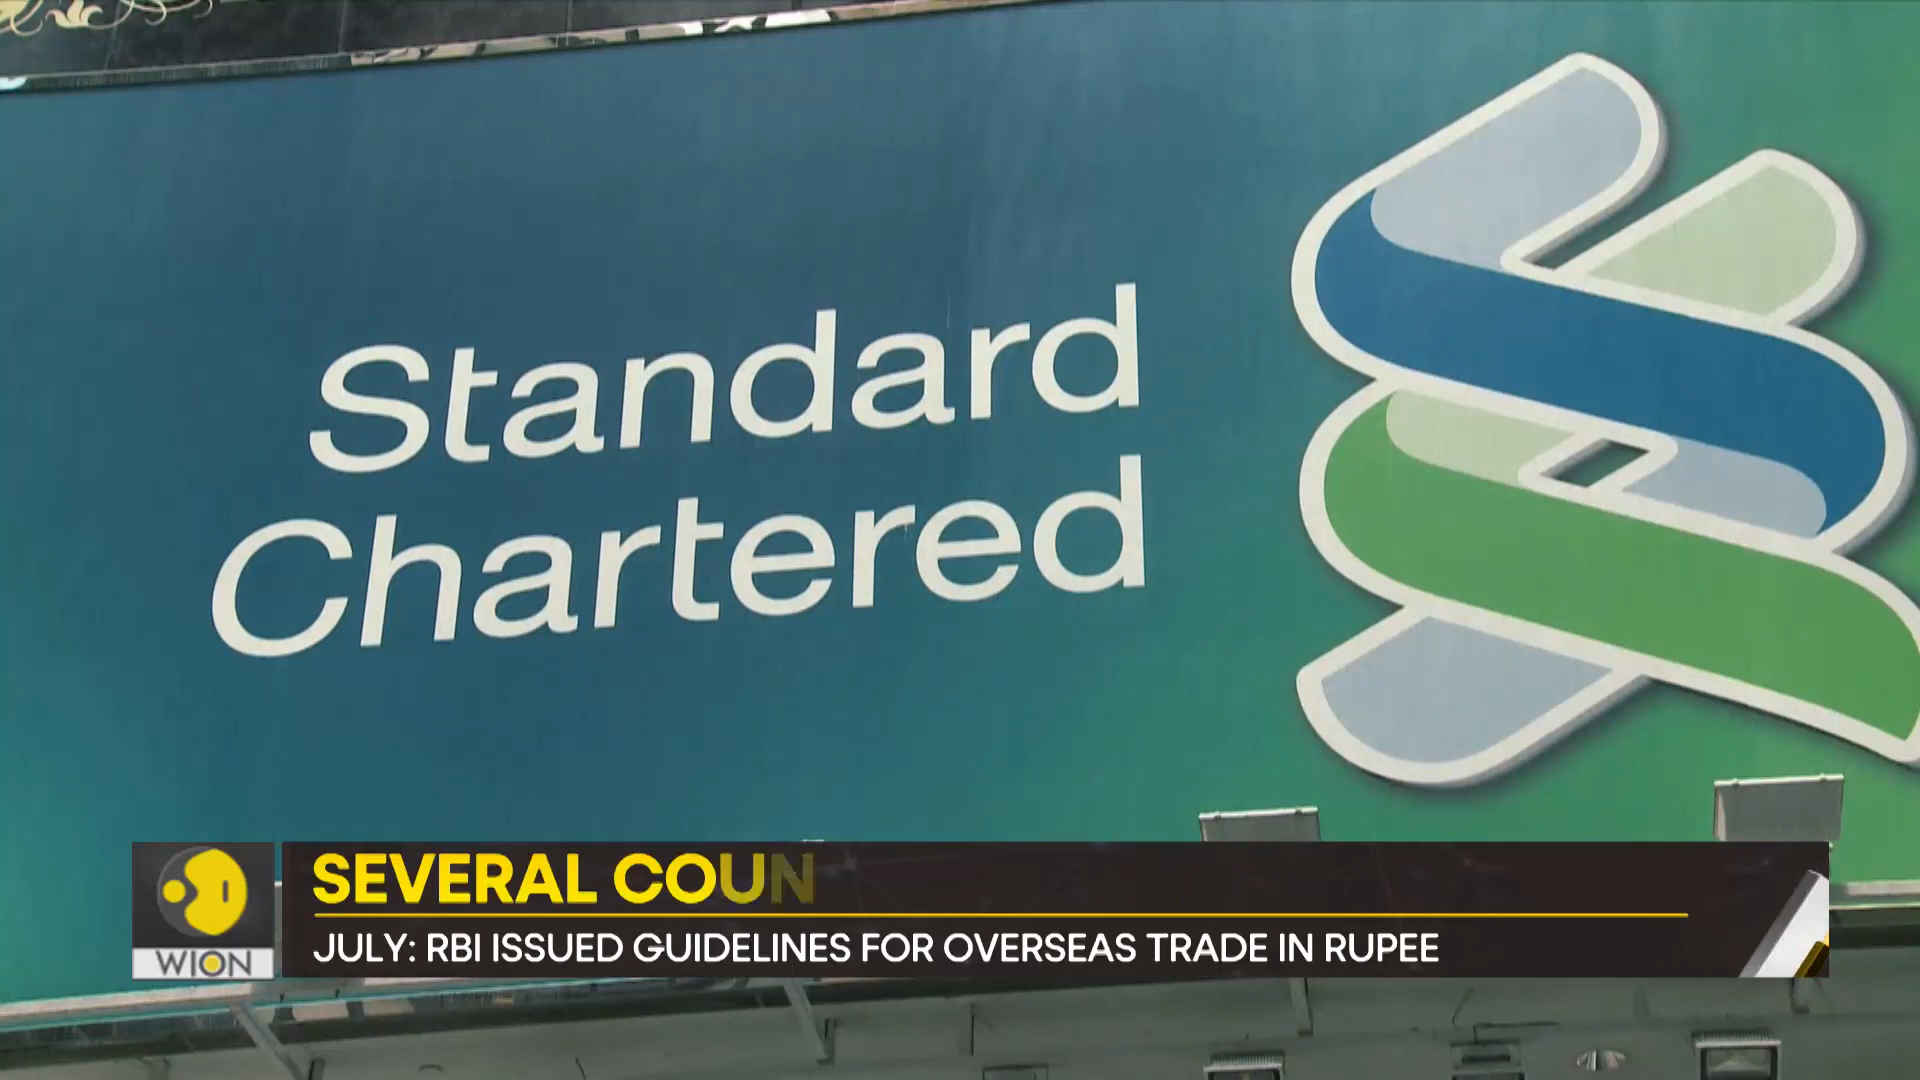 Standard
Chartered
SEVERAL COUN
JULY: RBI ISSUED GUIDELINES FOR OVERSEAS TRADE IN RUPEE
WION